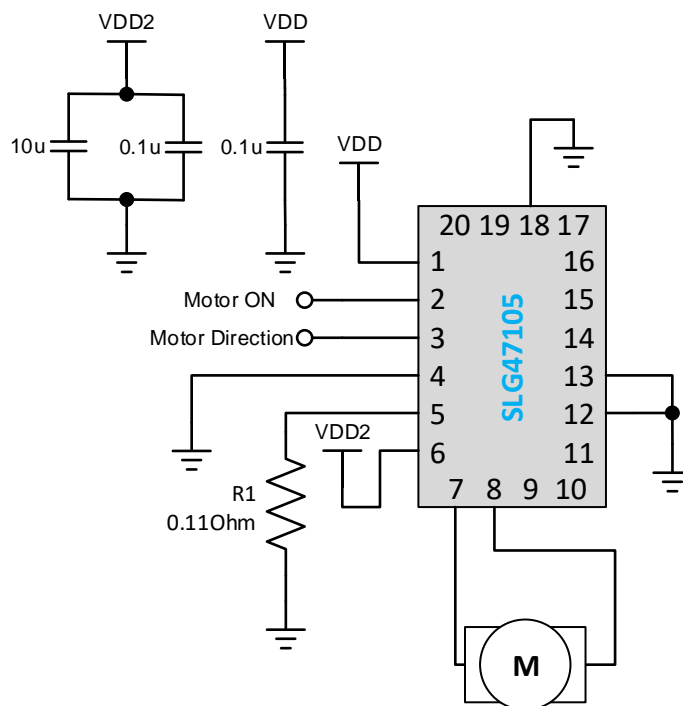 VDD2
VDD
10u
0.1u
0.1u
VDD
20 19 18 17
1
16
Motor ON
2
15
Motor Direction
3
14
SLG47105
4
13
5
12
VDD2
6
11
7 8 9 10
R1
0.11Ohm
M